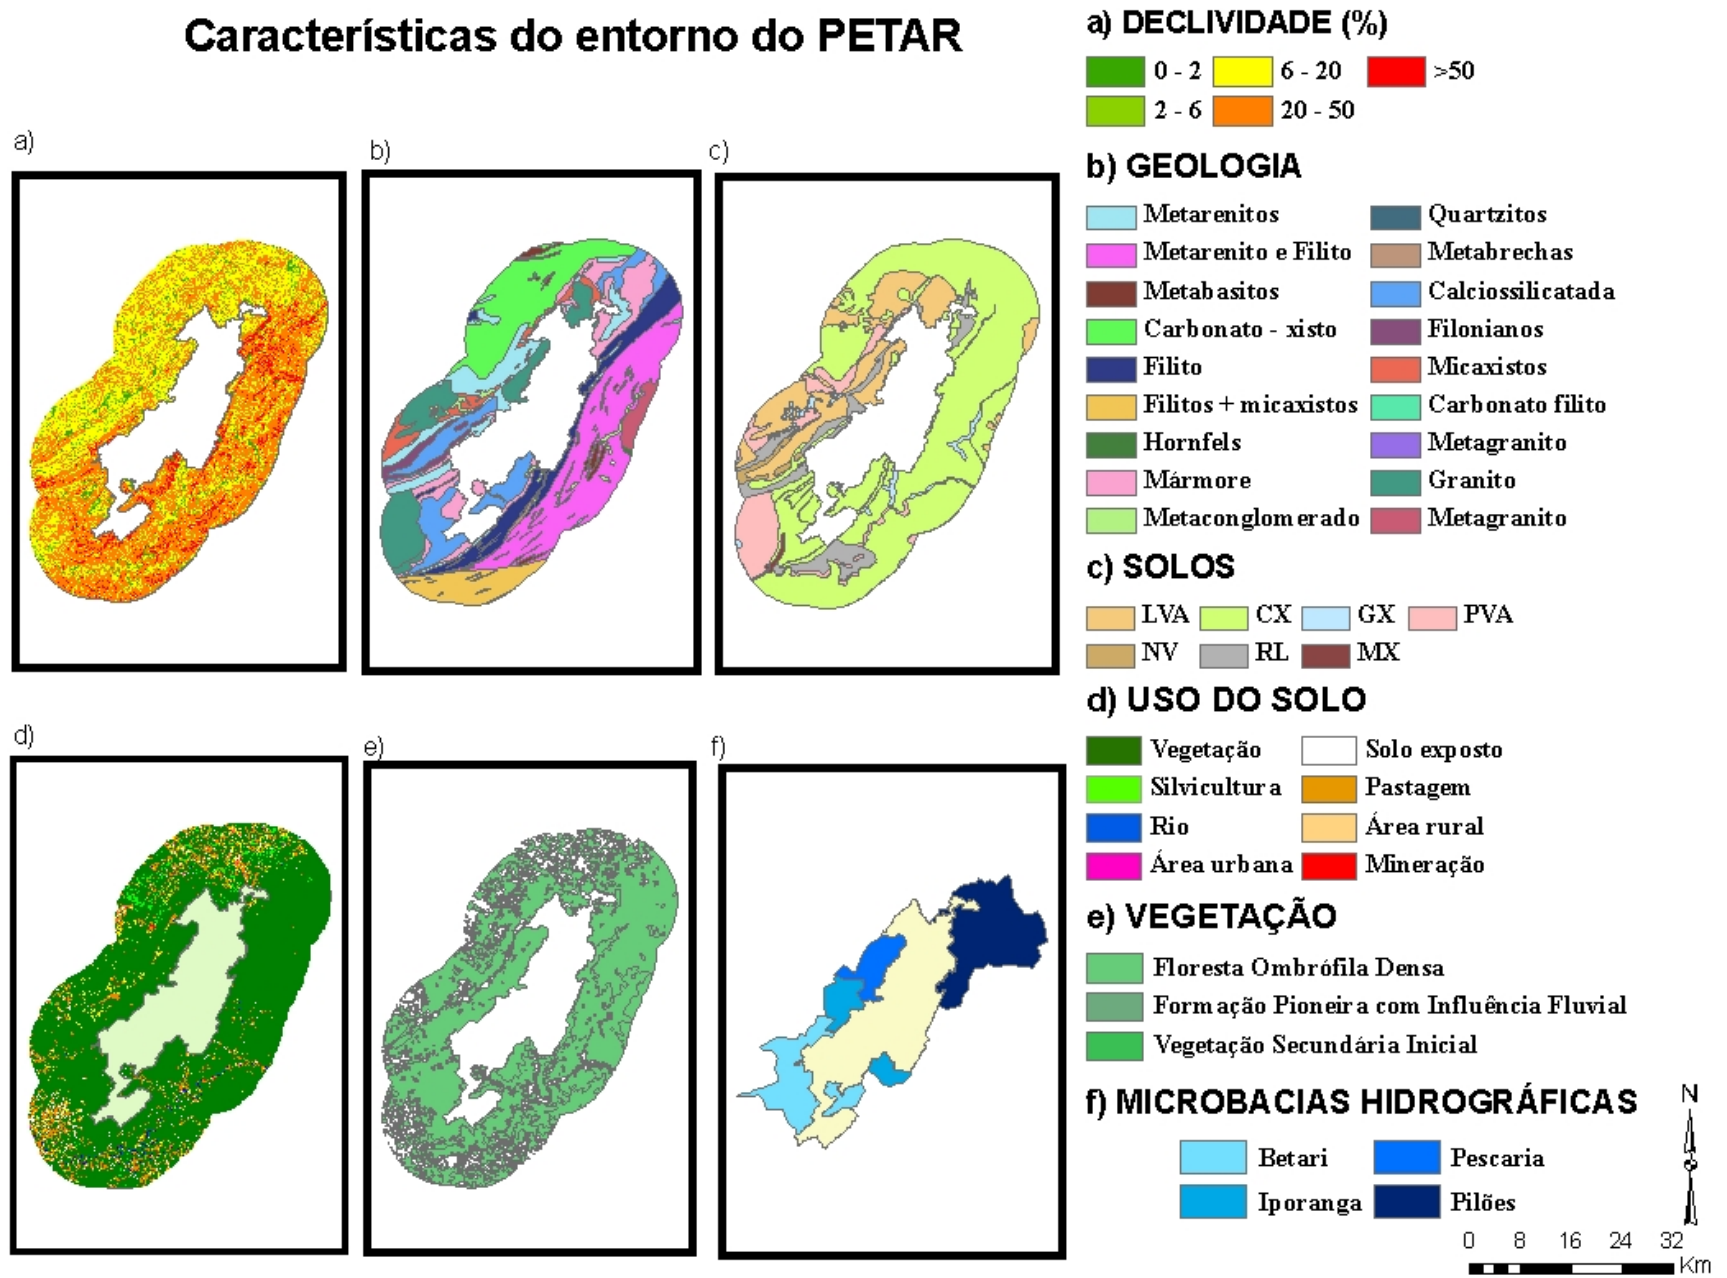 Características do entorno do PETAR
a)
b)
c)
d)
e)
f)
a) DECLIVIDADE (%)
0 - 2 6 - 20 >50
2 - 6 20 - 50
b) GEOLOGIA
Metarenitos Quartzitos
Metarenito e Filito Metabrechas
Metabasitos Calciossilicatada
Carbonato - xisto Filonianos
Filito Micaxistos
Filitos + micaxistos Carbonato filito
Hornfels Metagranito
Mármore Granito
Metaconglomerado Metagranito
c) SOLOS
LVA CX GX PVA
NV RL MX
d) USO DO SOLO
Vegetação Solo exposto
Silvicultura Pastagem
Rio Área rural
Área urbana Mineração
e) VEGETAÇÃO
Floresta Ombrófila Densa
Formação Pioneira com Influência Fluvial
Vegetação Secundária Inicial
f) MICROBACIAS HIDROGRÁFICAS
Betari Pescaria
Iporanga Pilões
N
0 8 16 24 32
Km